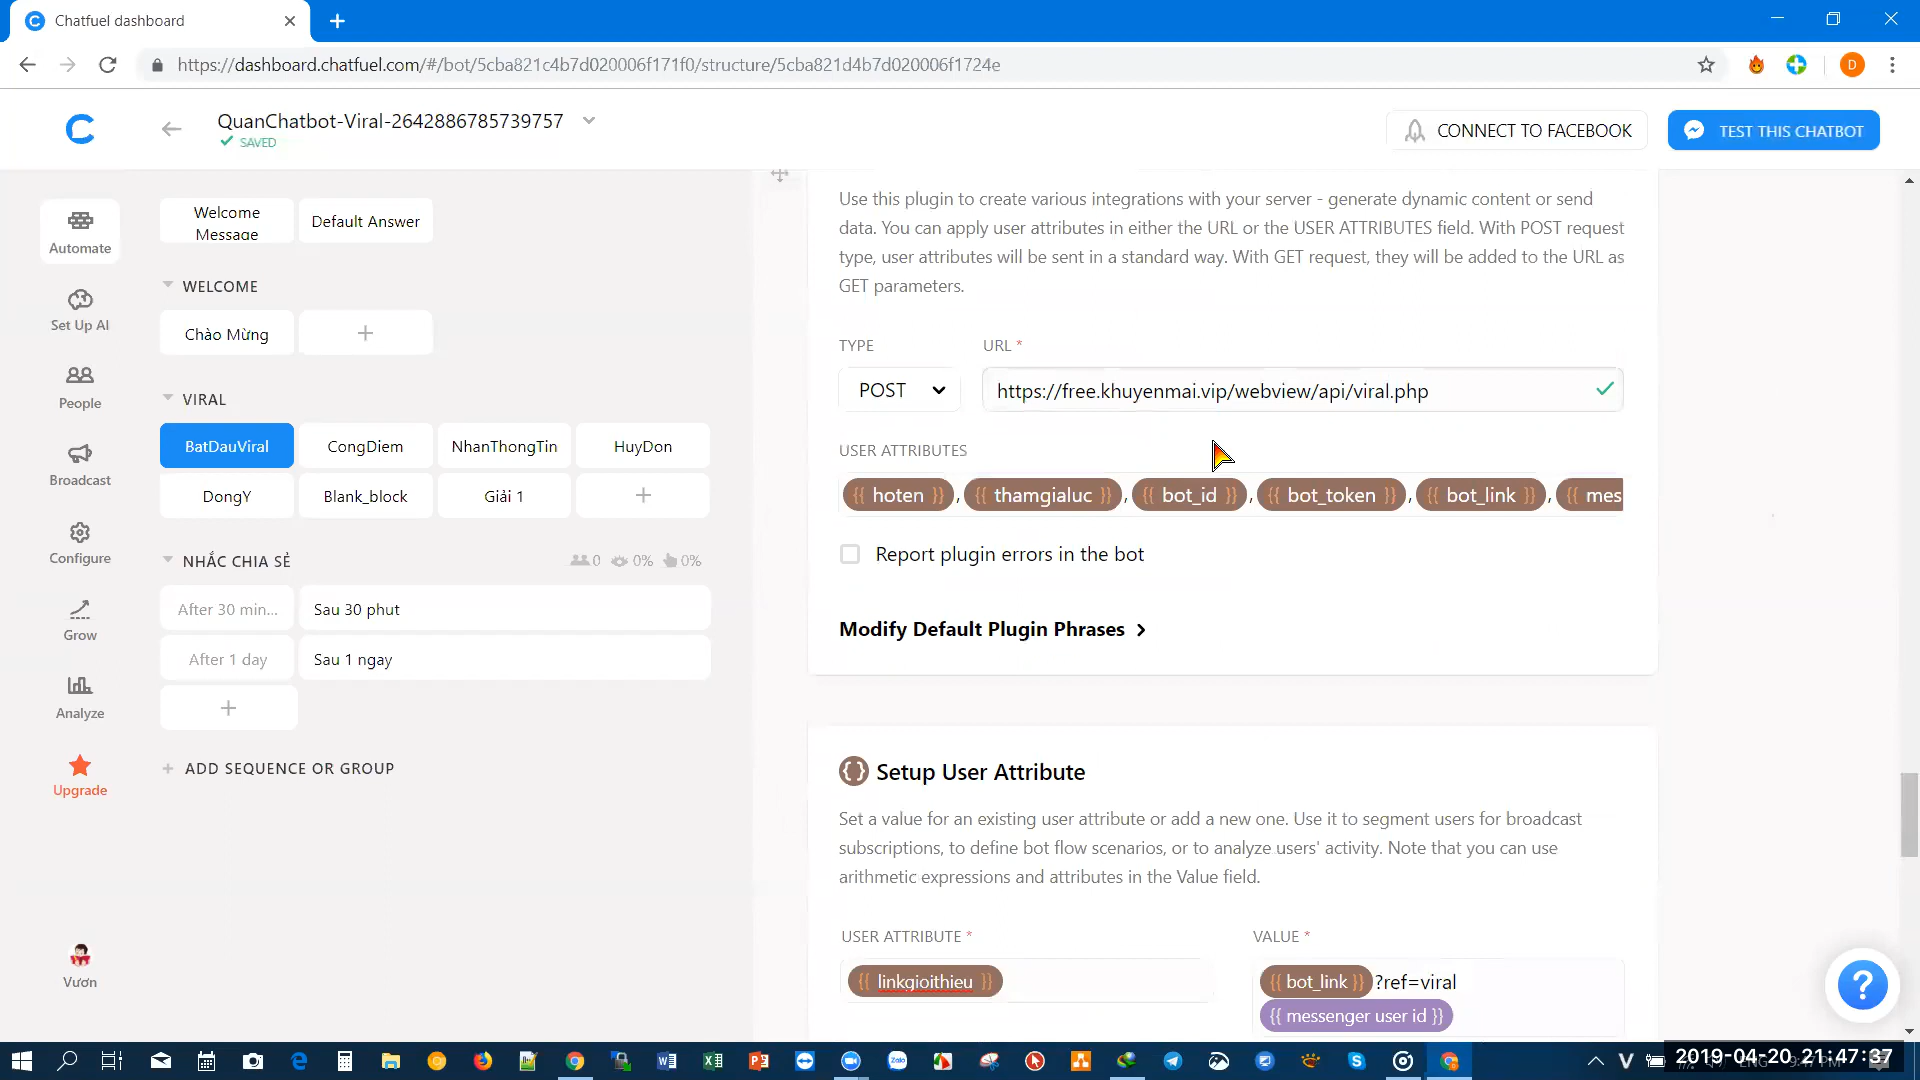 Chatfuel dashboard
https://dashboard.chatfuel.com/#/bot/5cba821c4b7d020006f171f0/structure/5cba821d4b7d020006f1724e
D
QuanChatbot-Viral-2642886785739757
SAVED
CONNECT TO FACEBOOK
TEST THIS CHATBOT
Automate
Set Up AI
People
Broadcast
Configure
Grow
Analyze
Upgrade
Vươn
Welcome
Message
Default Answer
WELCOME
Chào Mừng
VIRAL
BatDauViral
CongDiem
NhanThongTin
HuyDon
DongY
Blank_block
Giải 1
NHẮC CHIA SẺ
0
0%
0%
After 30 min...
Sau 30 phut
After 1 day
Sau 1 ngay
ADD SEQUENCE OR GROUP
Use this plugin to create various integrations with your server - generate dynamic content or send
data. You can apply user attributes in either the URL or the USER ATTRIBUTES field. With POST request
type, user attributes will be sent in a standard way. With GET request, they will be added to the URL as
GET parameters.
TYPE
URL *
POST
https://free.khuyenmai.vip/webview/api/viral.php
USER ATTRIBUTES
{{ hoten }}, {{ thamgialuc }}, {{ bot_id }}, {{ bot_token }}, {{ bot_link }}, {{ mes
Report plugin errors in the bot
Modify Default Plugin Phrases
Setup User Attribute
Set a value for an existing user attribute or add a new one. Use it to segment users for broadcast
subscriptions, to define bot flow scenarios, or to analyze users' activity. Note that you can use
arithmetic expressions and attributes in the Value field.
USER ATTRIBUTE *
VALUE *
{{ linkgioithieu }}
{{ bot_link }}?ref=viral
{{ messenger user id }}
2019-04-20 21:47:37